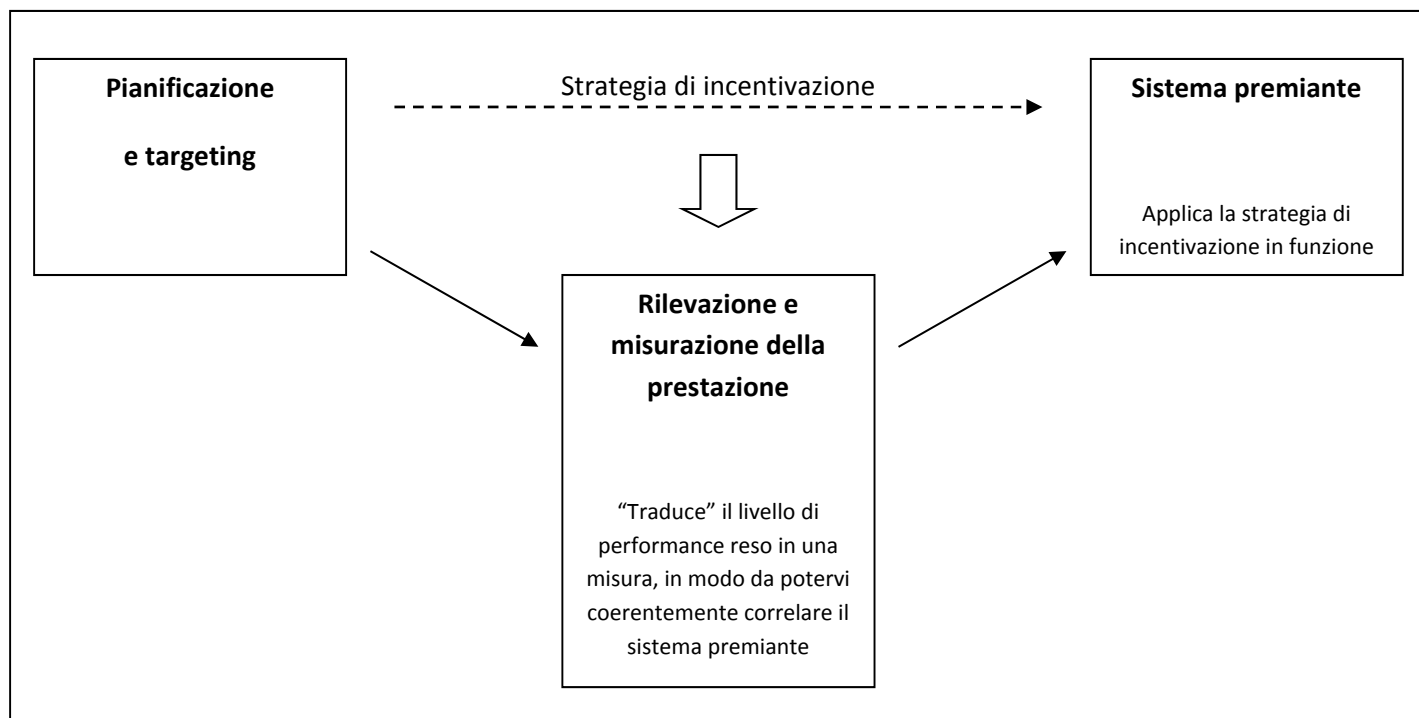 Pianificazione
e targeting
Strategia di incentivazione
Sistema premiante
Applica la strategia di
incentivazione in funzione
Rilevazione e
misurazione della
prestazione
“Traduce” il livello di
performance reso in una
misura, in modo da potervi
coerentemente correlare il
sistema premiante